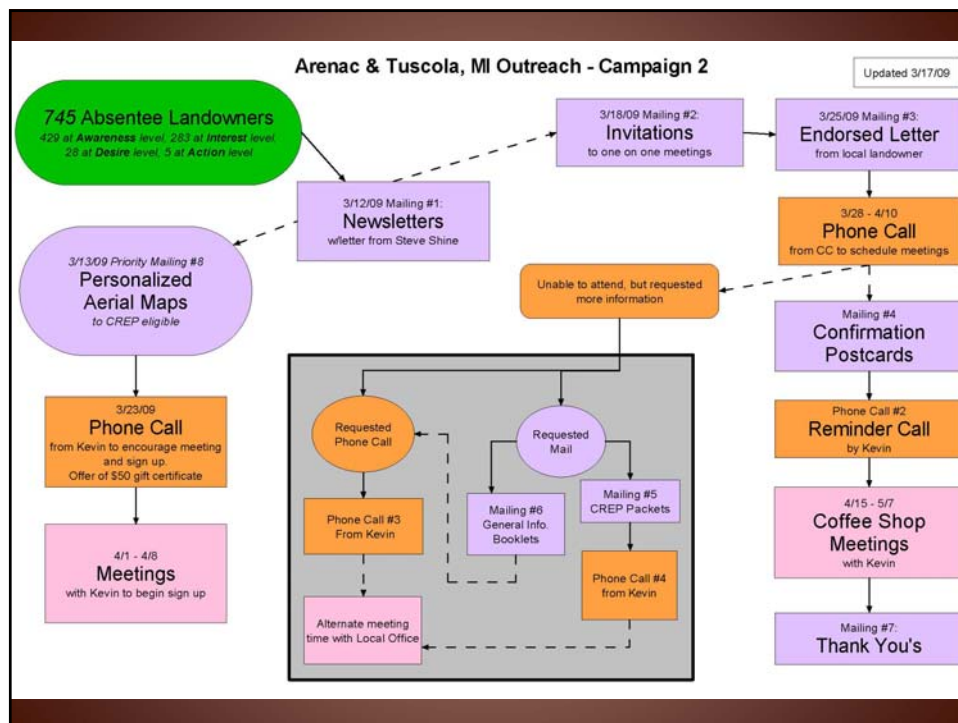 Arenac & Tuscola, MI Outreach - Campaign 2
Updated 3/17/09
745 Absentee Landowners
429 at Awareness level, 283 at Interest level,
28 at Desire level, 5 at Action level
3/12/09 Mailing #1:
Newsletters
w/letter from Steve Shine
3/18/09 Mailing #2:
Invitations
to one on one meetings
3/25/09 Mailing #3:
Endorsed Letter
from local landowner
3/28 - 4/10
Phone Call
from CC to schedule meetings
3/13/09 Priority Mailing #8
Personalized
Aerial Maps
to CREP eligible
3/23/09
Phone Call
from Kevin to encourage meeting
and sign up.
Offer of $50 gift certificate
4/1 - 4/8
Meetings
with Kevin to begin sign up
Unable to attend, but requested
more information
Requested
Phone Call
Requested
Mail
Phone Call #3
From Kevin
Mailing #6
General Info.
Booklets
Mailing #5
CREP Packets
Phone Call #4
from Kevin
Alternate meeting
time with Local Office
Mailing #4
Confirmation
Postcards
Phone Call #2
Reminder Call
by Kevin
4/15 - 5/7
Coffee Shop
Meetings
with Kevin
Mailing #7:
Thank You's